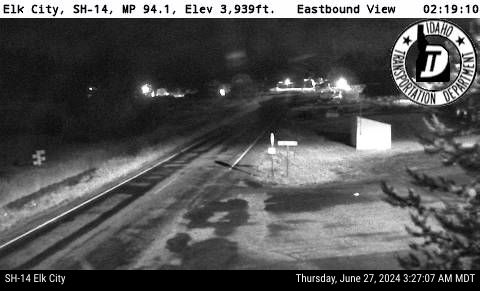 Elk City, SH-14, MP 94.1, Elev 3,939ft. Eastbound View 02:19:10
IDAHO
TRANSPORTATION DEPARTMENT
SH-14 Elk City Thursday, June 27, 2024 3:27:07 AM MDT